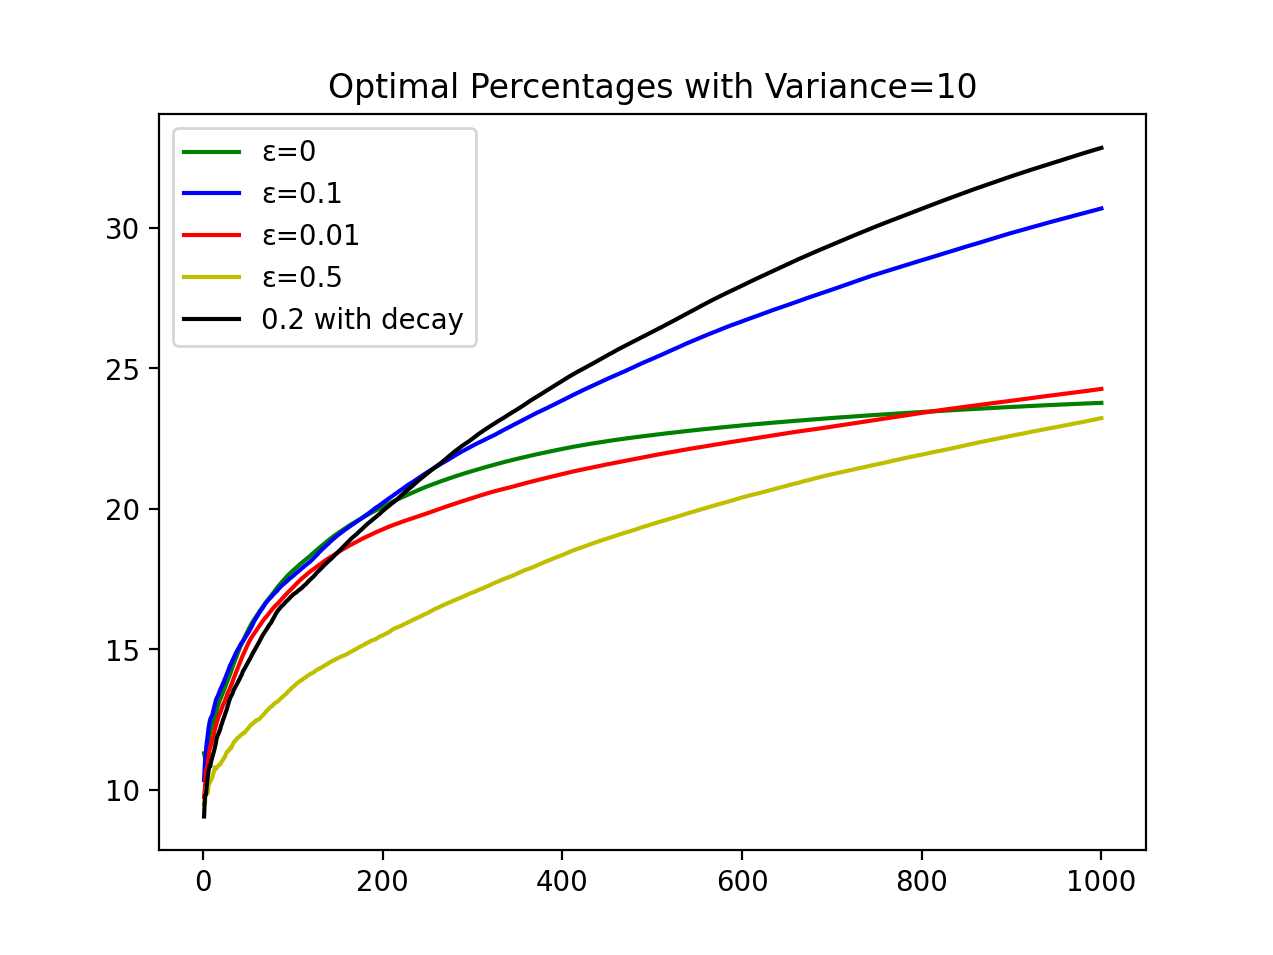 Optimal Percentages with Variance=10
ε=0
ε=0.1
ε=0.01
ε=0.5
0.2 with decay
30
25
20
15
10
0 200 400 600 800 1000